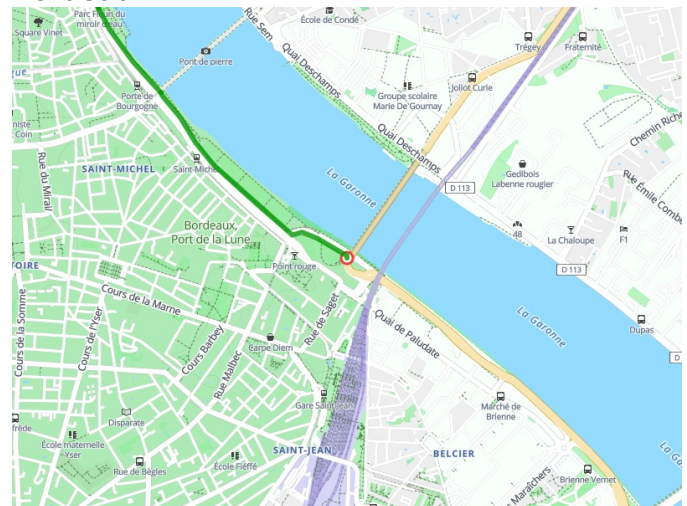 Parc Fleuri du
miroir d'eau
École de Condé
Square Vinet
Rue Sem
Trégey
Fraternité
Pont de pierre
Quai Deschamps
Joliot Curie
Porte de
Bourgogne
Groupe scolaire
Marie De Gournay
Chemin Riche
Coin
Quai Deschamps
SAINT-MICHEL
Saint-Michel
La Garonne
Gedibois
Labenne rougier
Rue du Mirail
D 113
Rue Émile Combe
Bordeaux,
Port de la Lune
48
F1
La Chaloupe
Point rouge
D 113
Cours de la Marne
Rue de Saget
La Garonne
Cours de la Somme
Cours de l'Yser
Cours Barbey
Quai de Paludate
Dupas
Carpe DIem
Rue Malbec
D
Gare Saint-Jean
Marché de
Brienne
Disparate
École maternelle
Yser
École Fieffé
SAINT-JEAN
BELCIER
Rue de Bègles
Maraîchers
Brienne Vernet